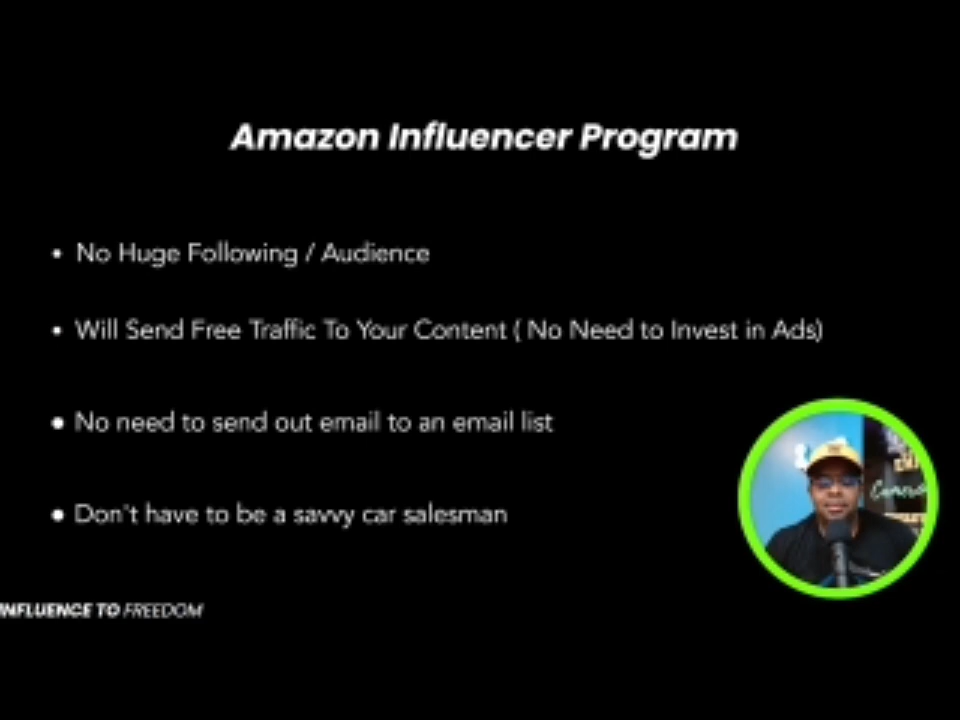 Amazon Influencer Program
• No Huge Following / Audience
• Will Send Free Traffic To Your Content ( No Need to Invest in Ads)
• No need to send out email to an email list
• Don't have to be a savvy car salesman
INFLUENCE TO FREEDOM